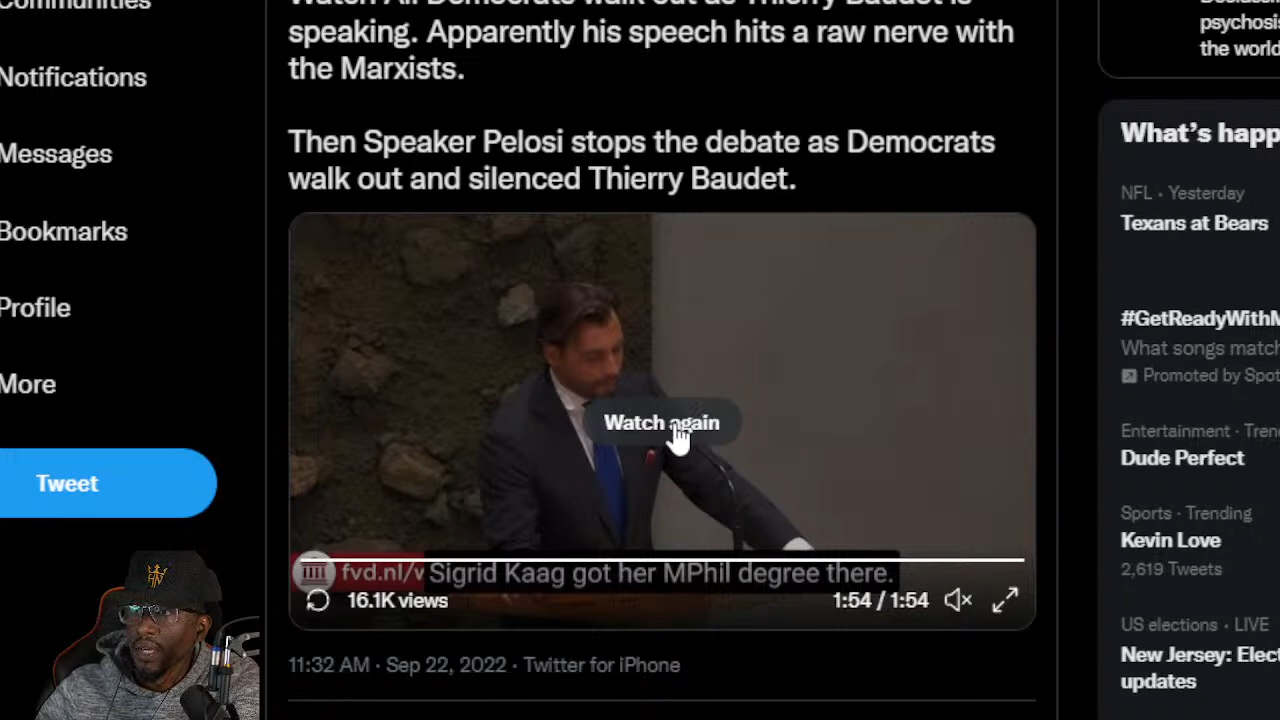 Communities
Notifications
Messages
Bookmarks
Profile
More
Tweet
Watch All Democrats walk out as Thierry Baudet is
speaking. Apparently his speech hits a raw nerve with
the Marxists.
Then Speaker Pelosi stops the debate as Democrats
walk out and silenced Thierry Baudet.
Watch again
fvd.nl/v
Sigrid Kaag got her MPhil degree there.
16.1K views
1:54 / 1:54
11:32 AM · Sep 22, 2022 · Twitter for iPhone
psychosis
the world
What's happ
NFL · Yesterday
Texans at Bears
#GetReadyWithM
What songs match
Promoted by Spot
Entertainment · Tren
Dude Perfect
Sports · Trending
Kevin Love
2,619 Tweets
US elections · LIVE
New Jersey: Elect
updates